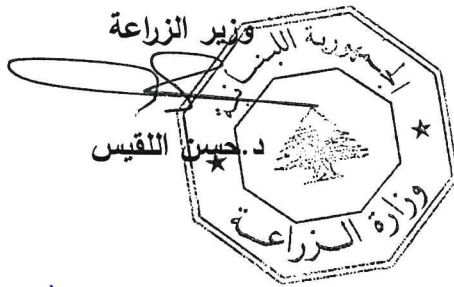 وزير الزراعة
د.حسن اللقيس
الجمهورية اللبنانية
وزارة الزراعة